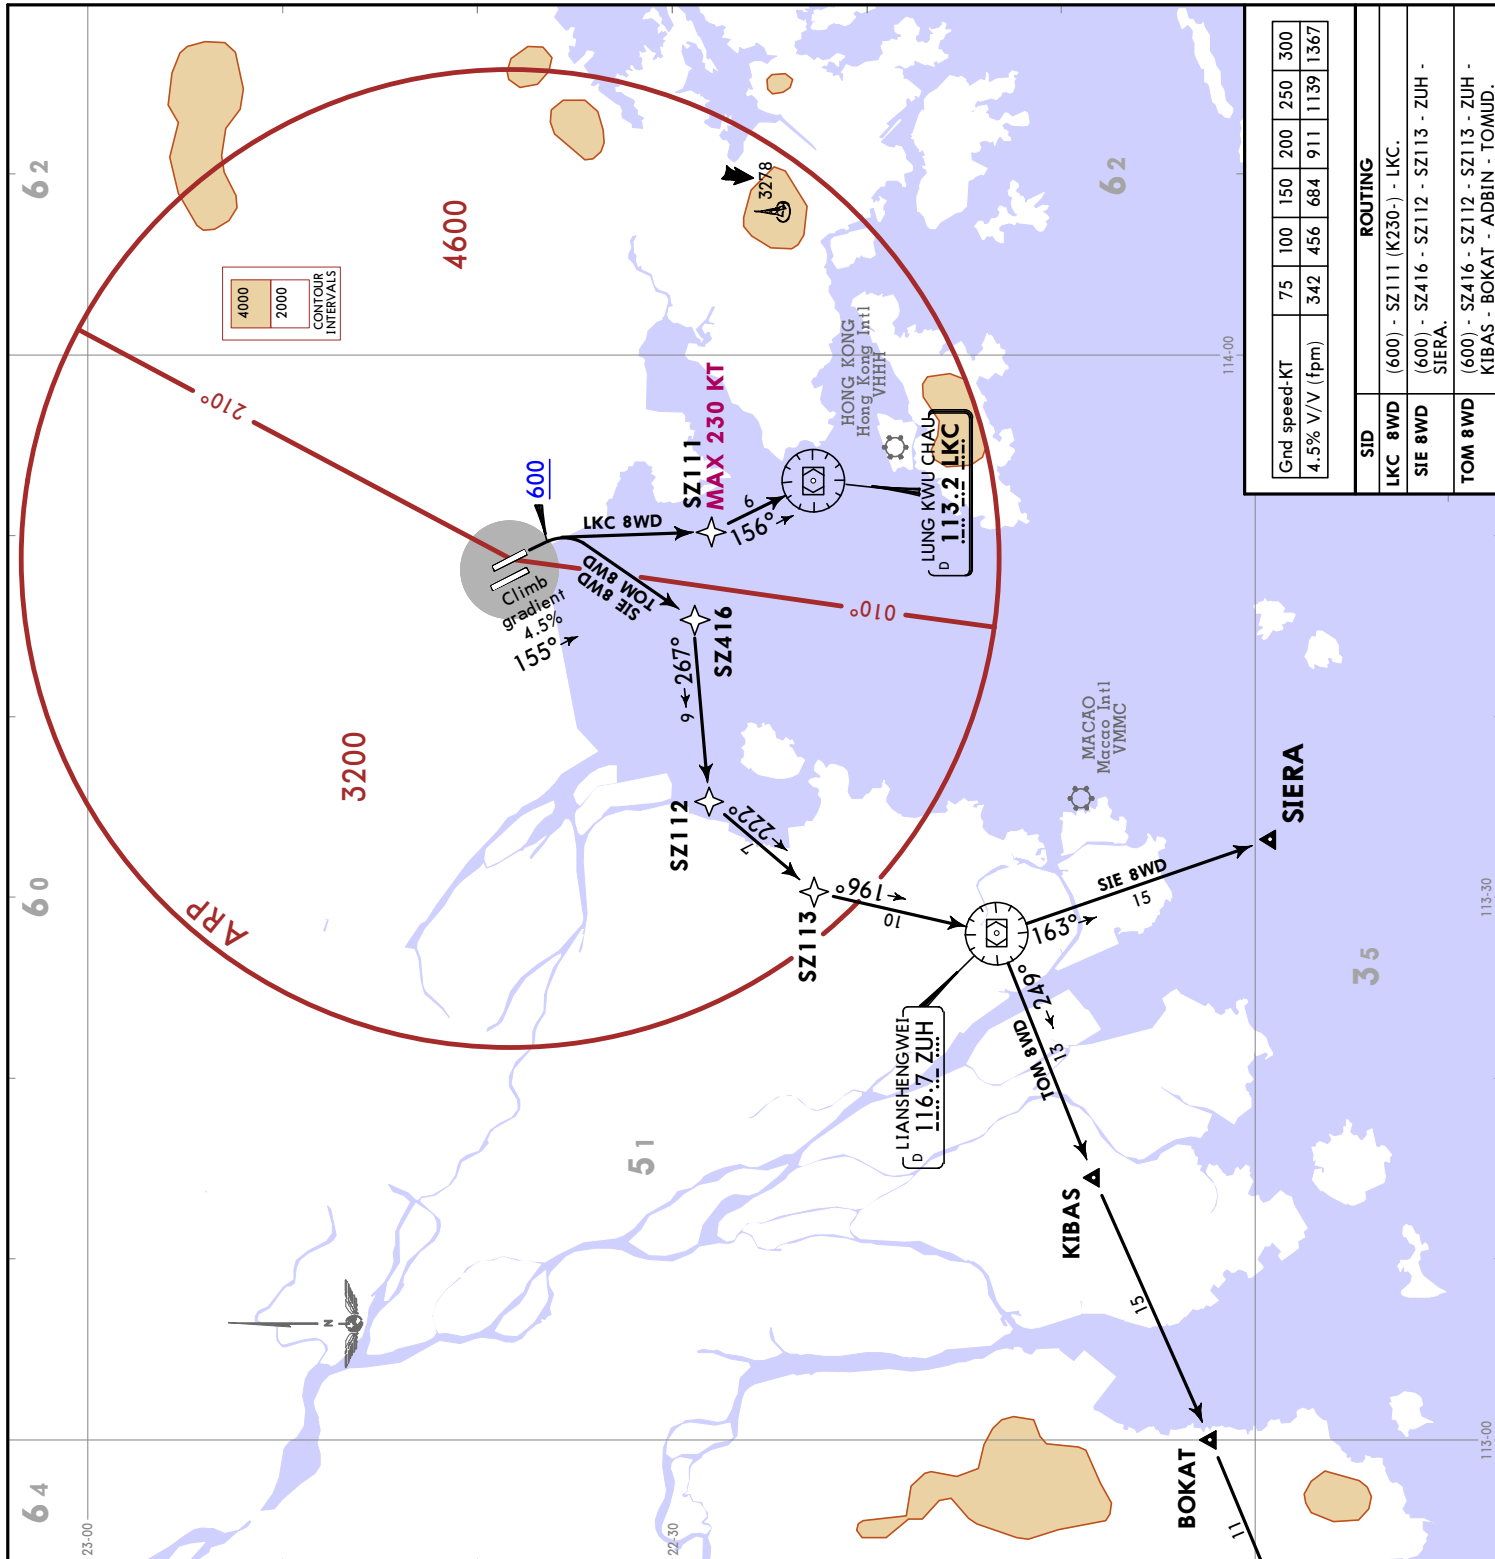 62
4600
4000
2000
CONTOUR
INTERVALS
210°
3278
62
HONG KONG
Hong Kong Intl
VHHH
114-00
600
SZ111
MAX 230 KT
LKC 8WD
6
156°
LUNG KWU CHAU
D 113.2 LKC
Climb
gradient
4.5%
155°
SIE 8WD
TOM 8WD
010°
SZ416
267°
9
3200
SZ112
222°
7
MACAO
Macao Intl
VMMC
SIERA
60
ARP
SZ113
196°
10
SIE 8WD
15
163°
113-30
LIANSHENGWEI
D 116.7 ZUH
249°
13
TOM 8WD
35
51
KIBAS
15
N
BOKAT
11
64
23-00
22-30
113-00
Gnd speed-KT 75 100 150 200 250 300
4.5% V/V (fpm) 342 456 684 911 1139 1367
SID ROUTING
LKC 8WD (600) - SZ111 (K230-) - LKC.
SIE 8WD (600) - SZ416 - SZ112 - SZ113 - ZUH -
SIERA.
TOM 8WD (600) - SZ416 - SZ112 - SZ113 - ZUH -
KIBAS - BOKAT - ADBIN - TOMUD.